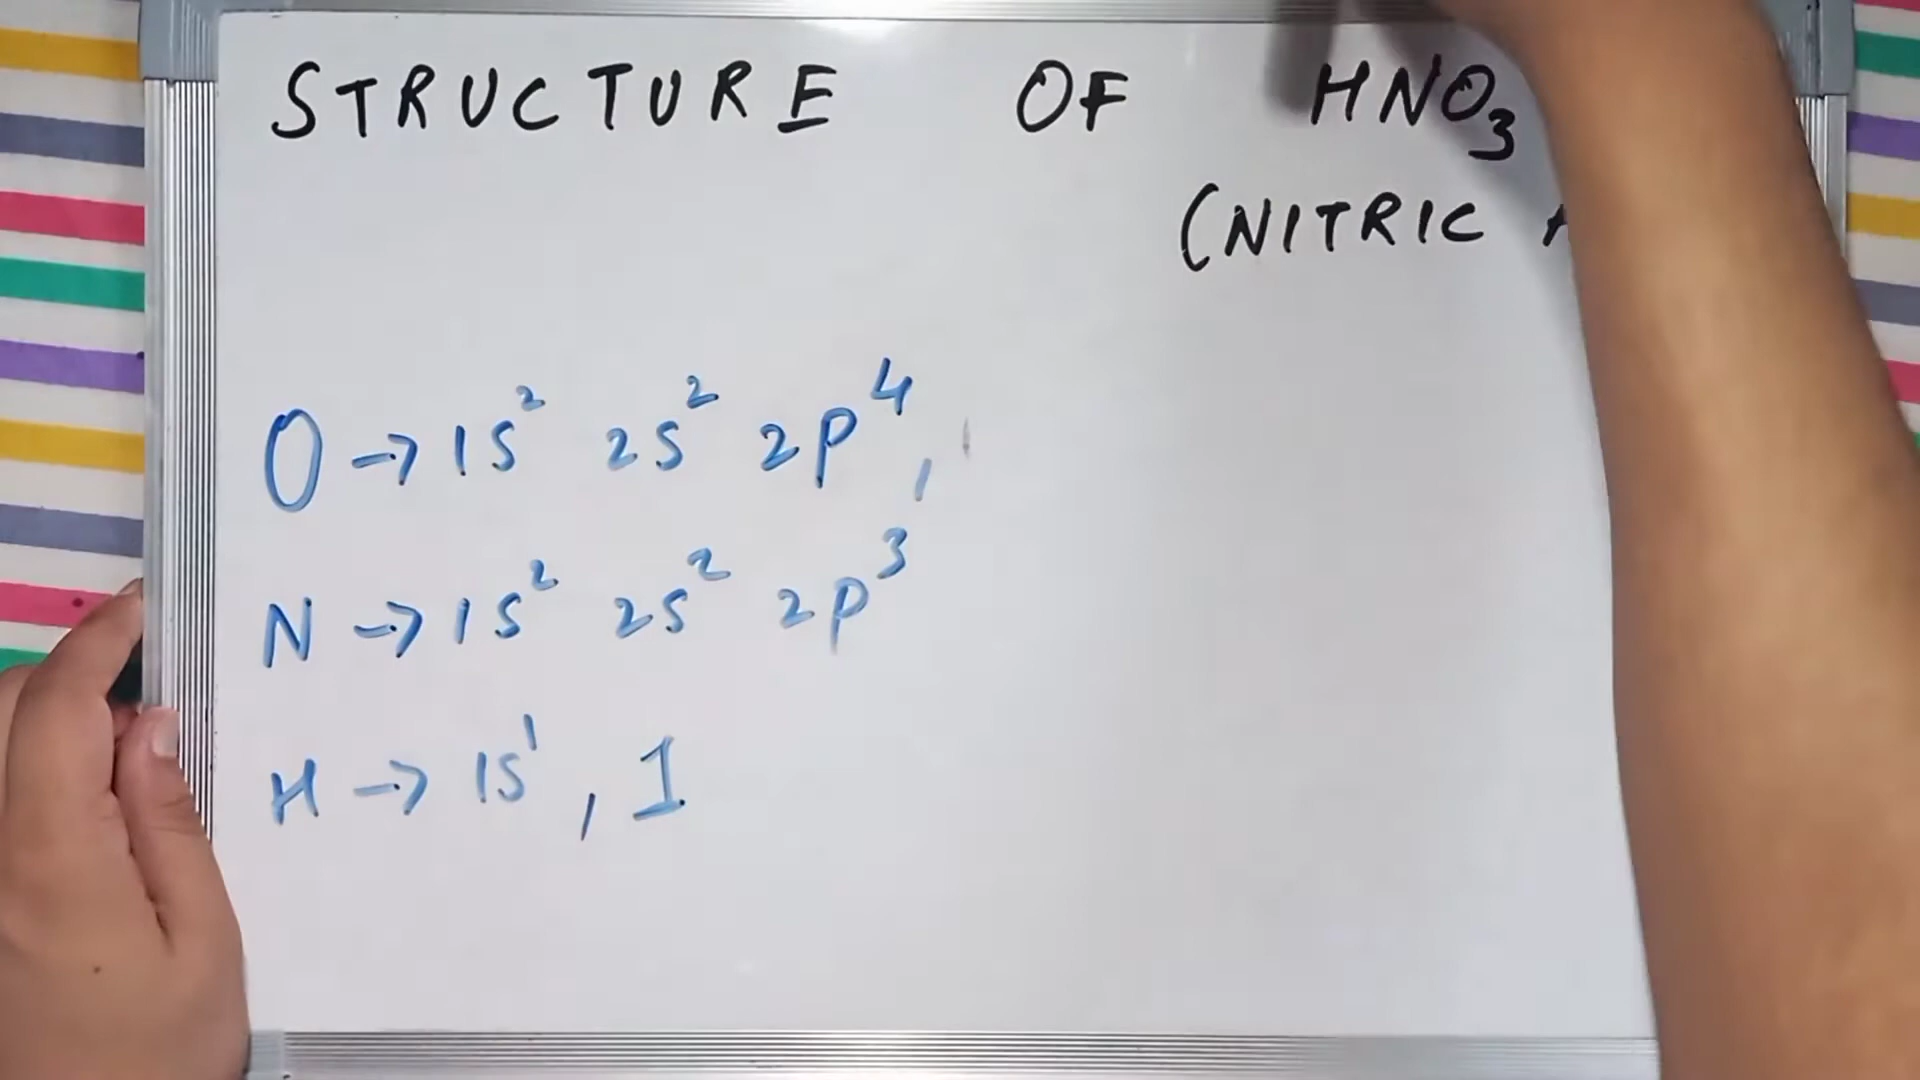 STRUCTURE OF HNO₃
(NITRIC
O → 1S² 2S² 2P⁴,
N → 1S² 2S² 2P³
H → 1S¹, 1